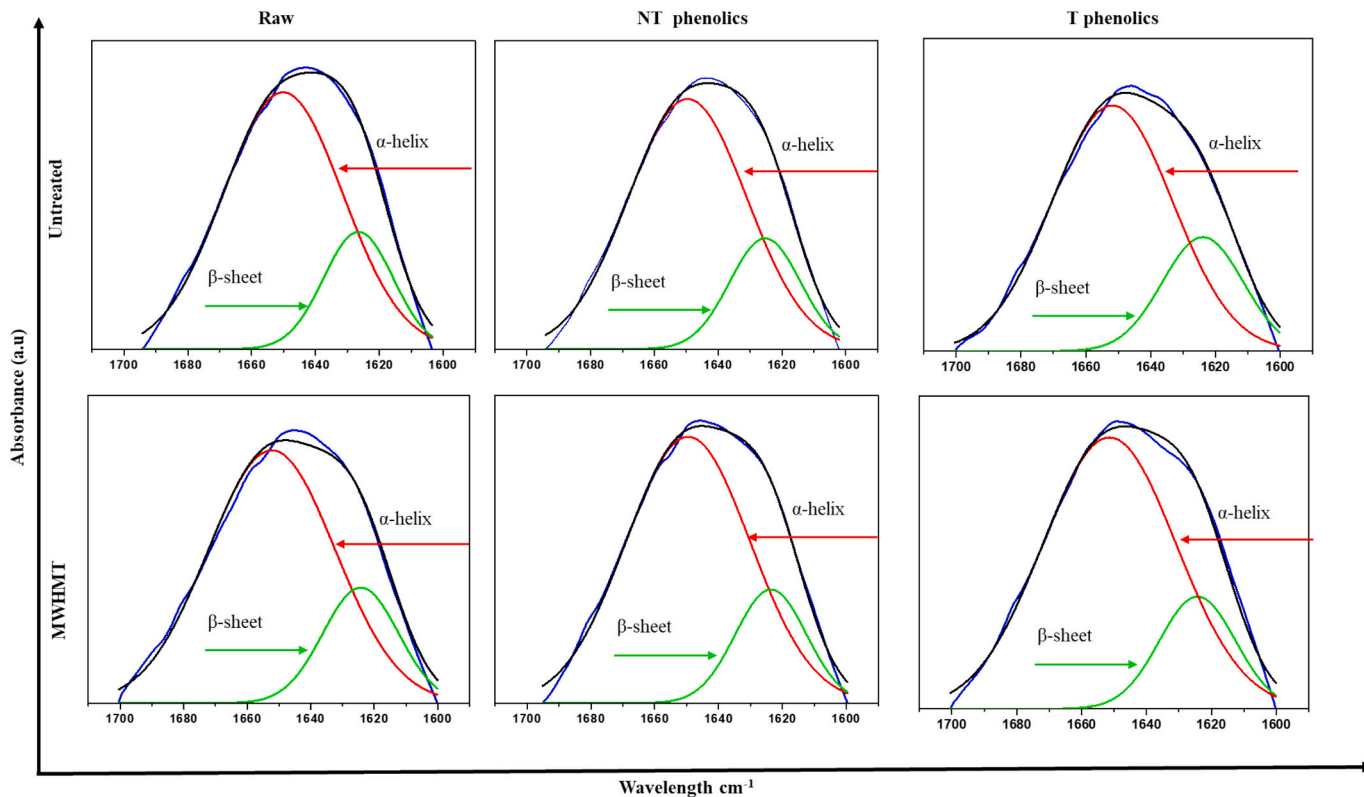 Raw
NT phenolics
T phenolics
Untreated
α-helix
β-sheet
1700 1680 1660 1640 1620 1600
α-helix
β-sheet
1700 1680 1660 1640 1620 1600
α-helix
β-sheet
1700 1680 1660 1640 1620 1600
Absorbance (a.u)
MWHMT
α-helix
β-sheet
1700 1680 1660 1640 1620 1600
α-helix
β-sheet
1700 1680 1660 1640 1620 1600
α-helix
β-sheet
1700 1680 1660 1640 1620 1600
Wavelength cm⁻¹